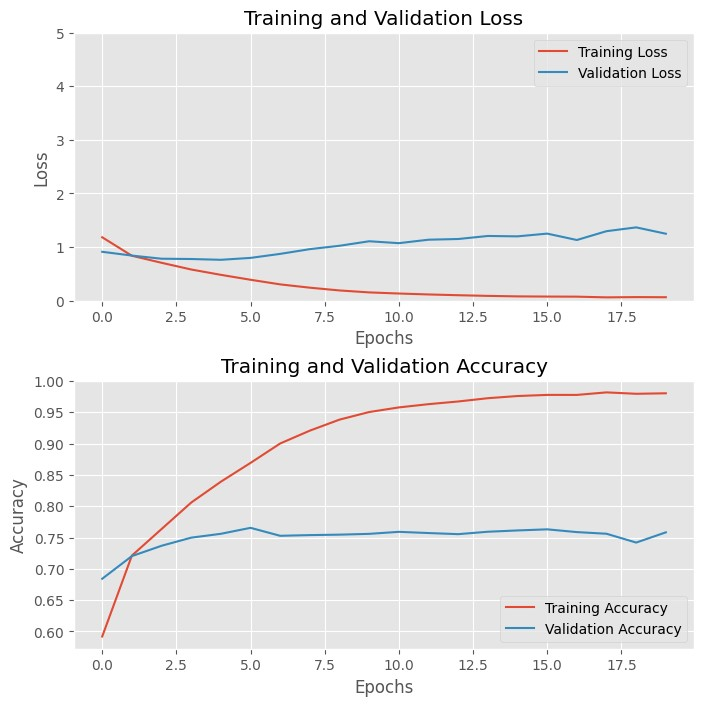 Training and Validation Loss
5
4
3
2
1
0
Loss
Training Loss
Validation Loss
0.0 2.5 5.0 7.5 10.0 12.5 15.0 17.5
Epochs
Training and Validation Accuracy
1.00
0.95
0.90
0.85
0.80
0.75
0.70
0.65
0.60
Accuracy
Training Accuracy
Validation Accuracy
0.0 2.5 5.0 7.5 10.0 12.5 15.0 17.5
Epochs